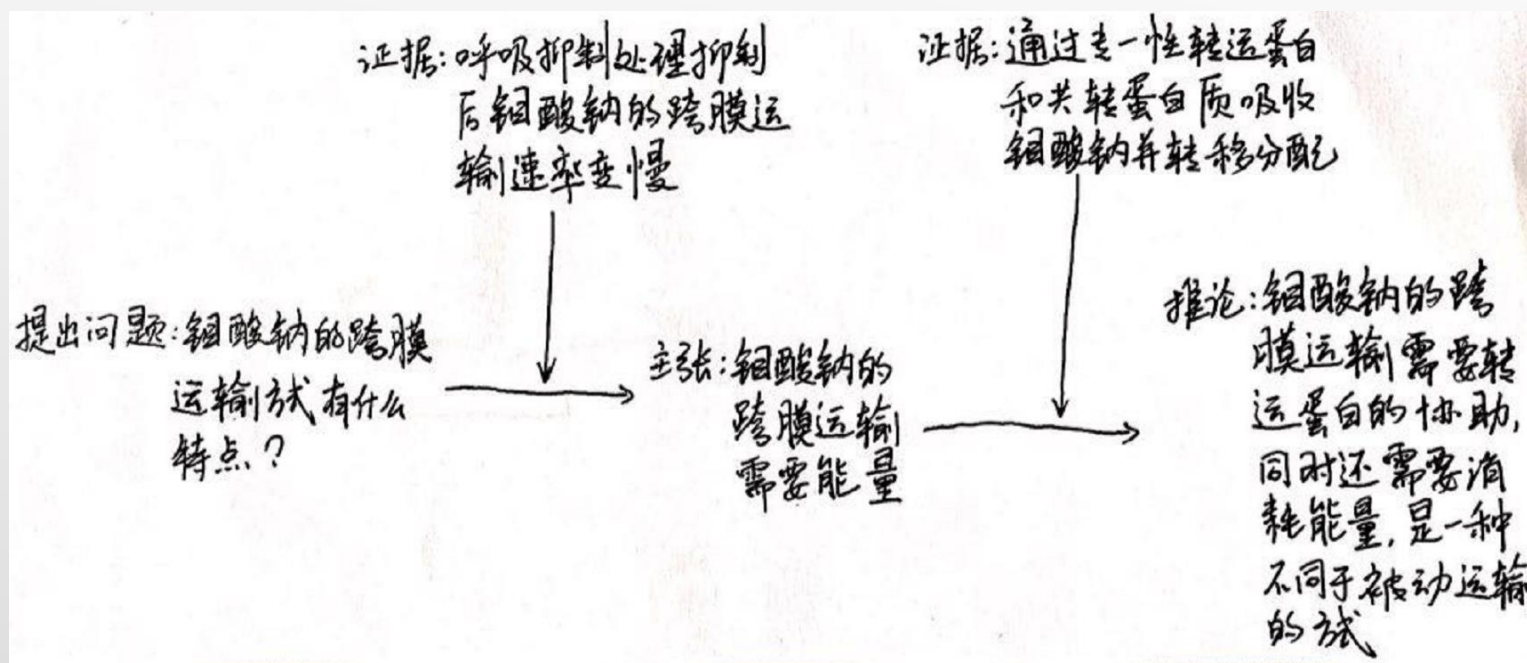 证据:呼吸抑制处理抑制
后钼酸钠的跨膜运
输速率变慢
证据:通过专一性转运蛋白
和共转蛋白质吸收
钼酸钠并转移分配
提出问题:钼酸钠的跨膜
运输方式有什么
特点?
主张:钼酸钠的
跨膜运输
需要能量
推论:钼酸钠的跨
膜运输需要转
运蛋白的协助,
同时还需要消
耗能量,是一种
不同于被动运输
的方式